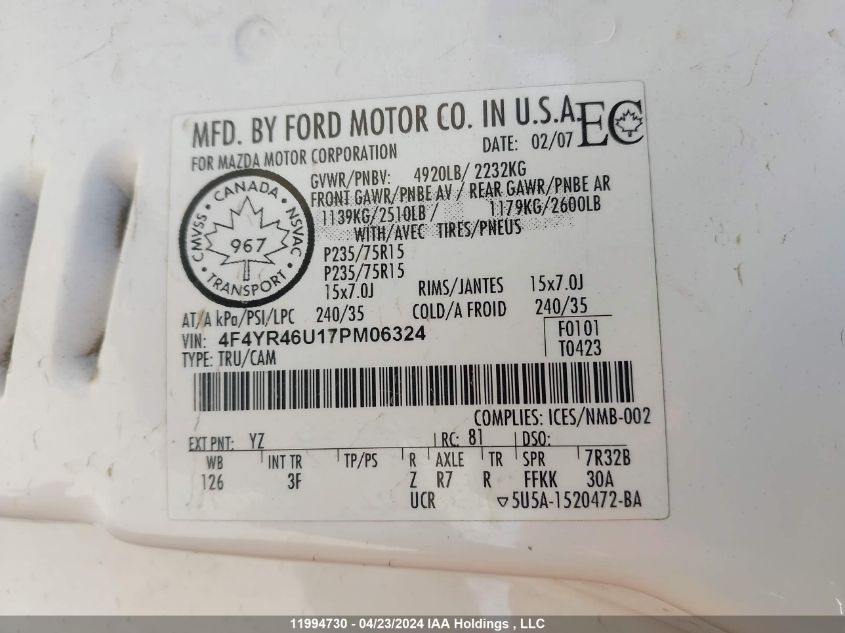 MFD. BY FORD MOTOR CO. IN U.S.A.
EC
FOR MAZDA MOTOR CORPORATION
DATE: 02/07
GVWR/PNBV: 4920LB/ 2232KG
FRONT GAWR/PNBE AV / REAR GAWR/PNBE AR
1139KG/2510LB / 1179KG/2600LB
WITH/AVEC TIRES/PNEUS
CANADA
CMVSS NSVAC
967
TRANSPORT
P235/75R15
P235/75R15
15x7.0J RIMS/JANTES 15x7.0J
AT/A kPa/PSI/LPC 240/35 COLD/A FROID 240/35
VIN: 4F4YR46U17PM06324 F0101
TYPE: TRU/CAM T0423
COMPLIES: ICES/NMB-002
EXT PNT: YZ RC: 81 DSO:
WB INT TR TP/PS R AXLE TR SPR 7R32B
126 3F Z R7 R FFKK 30A
UCR ▽5U5A-1520472-BA
11994730 - 04/23/2024 IAA Holdings , LLC